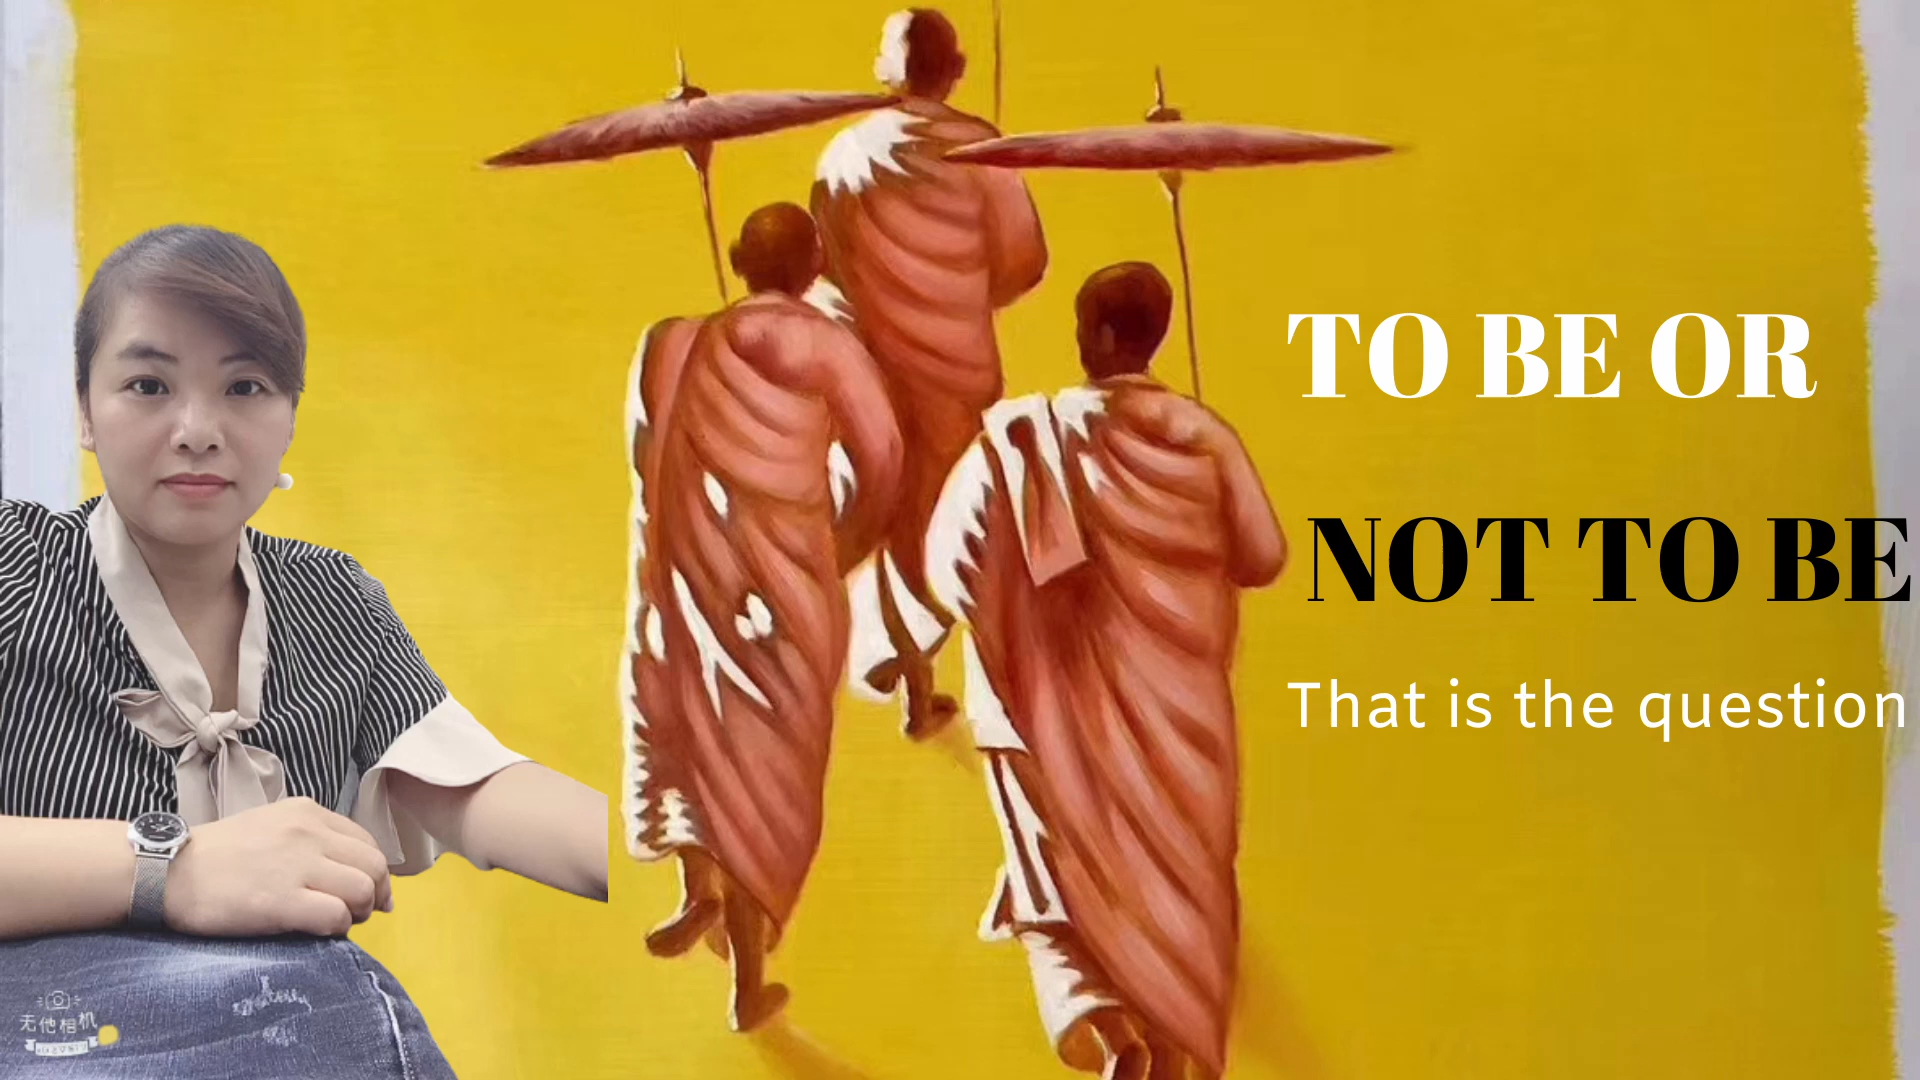 TO BE OR
NOT TO BE
That is the question
无他相机